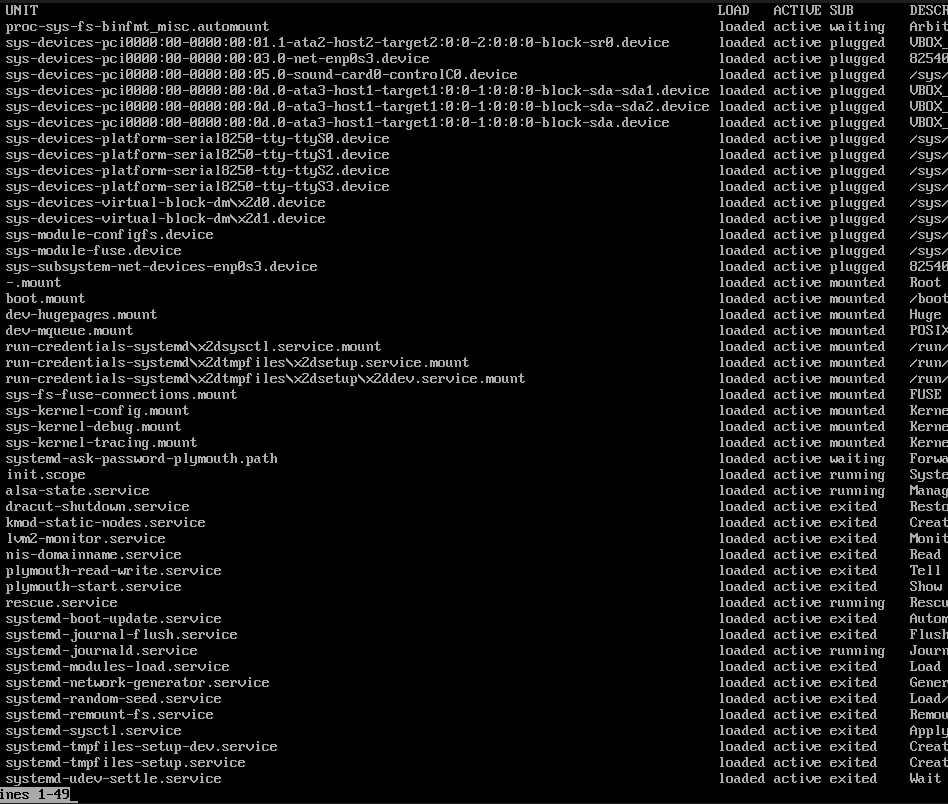 UNIT LOAD ACTIVE SUB DESCR
proc-sys-fs-binfmt_misc.automount loaded active waiting Arbit
sys-devices-pci0000:00-0000:00:01.1-ata2-host2-target2:0:0-2:0:0:0-block-sr0.device loaded active plugged VBOX_
sys-devices-pci0000:00-0000:00:03.0-net-enp0s3.device loaded active plugged 82540
sys-devices-pci0000:00-0000:00:05.0-sound-card0-controlC0.device loaded active plugged /sys/
sys-devices-pci0000:00-0000:00:0d.0-ata3-host1-target1:0:0-1:0:0:0-block-sda-sda1.device loaded active plugged VBOX_
sys-devices-pci0000:00-0000:00:0d.0-ata3-host1-target1:0:0-1:0:0:0-block-sda-sda2.device loaded active plugged VBOX_
sys-devices-pci0000:00-0000:00:0d.0-ata3-host1-target1:0:0-1:0:0:0-block-sda.device loaded active plugged VBOX_
sys-devices-platform-serial8250-tty-ttyS0.device loaded active plugged /sys/
sys-devices-platform-serial8250-tty-ttyS1.device loaded active plugged /sys/
sys-devices-platform-serial8250-tty-ttyS2.device loaded active plugged /sys/
sys-devices-platform-serial8250-tty-ttyS3.device loaded active plugged /sys/
sys-devices-virtual-block-dm\x2d0.device loaded active plugged /sys/
sys-devices-virtual-block-dm\x2d1.device loaded active plugged /sys/
sys-module-configfs.device loaded active plugged /sys/
sys-module-fuse.device loaded active plugged /sys/
sys-subsystem-net-devices-enp0s3.device loaded active plugged 82540
-.mount loaded active mounted Root
boot.mount loaded active mounted /boot
dev-hugepages.mount loaded active mounted Huge
dev-mqueue.mount loaded active mounted POSIX
run-credentials-systemd\x2dsysctl.service.mount loaded active mounted /run/
run-credentials-systemd\x2dtmpfiles\x2dsetup.service.mount loaded active mounted /run/
run-credentials-systemd\x2dtmpfiles\x2dsetup\x2ddev.service.mount loaded active mounted /run/
sys-fs-fuse-connections.mount loaded active mounted FUSE
sys-kernel-config.mount loaded active mounted Kerne
sys-kernel-debug.mount loaded active mounted Kerne
sys-kernel-tracing.mount loaded active mounted Kerne
systemd-ask-password-plymouth.path loaded active waiting Forwa
init.scope loaded active running Syste
alsa-state.service loaded active running Manag
dracut-shutdown.service loaded active exited Resto
kmod-static-nodes.service loaded active exited Creat
lvm2-monitor.service loaded active exited Monit
nis-domainname.service loaded active exited Read
plymouth-read-write.service loaded active exited Tell
plymouth-start.service loaded active exited Show
rescue.service loaded active running Rescu
systemd-boot-update.service loaded active exited Autom
systemd-journal-flush.service loaded active exited Flush
systemd-journald.service loaded active running Journ
systemd-modules-load.service loaded active exited Load
systemd-network-generator.service loaded active exited Gener
systemd-random-seed.service loaded active exited Load/
systemd-remount-fs.service loaded active exited Remou
systemd-sysctl.service loaded active exited Apply
systemd-tmpfiles-setup-dev.service loaded active exited Creat
systemd-tmpfiles-setup.service loaded active exited Creat
systemd-udev-settle.service loaded active exited Wait
ines 1-49